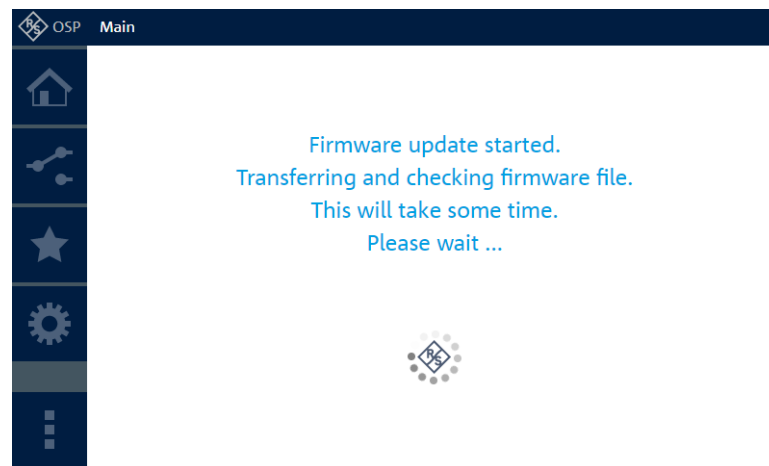 R&S OSP Main
Firmware update started.
Transferring and checking firmware file.
This will take some time.
Please wait ...
R&S